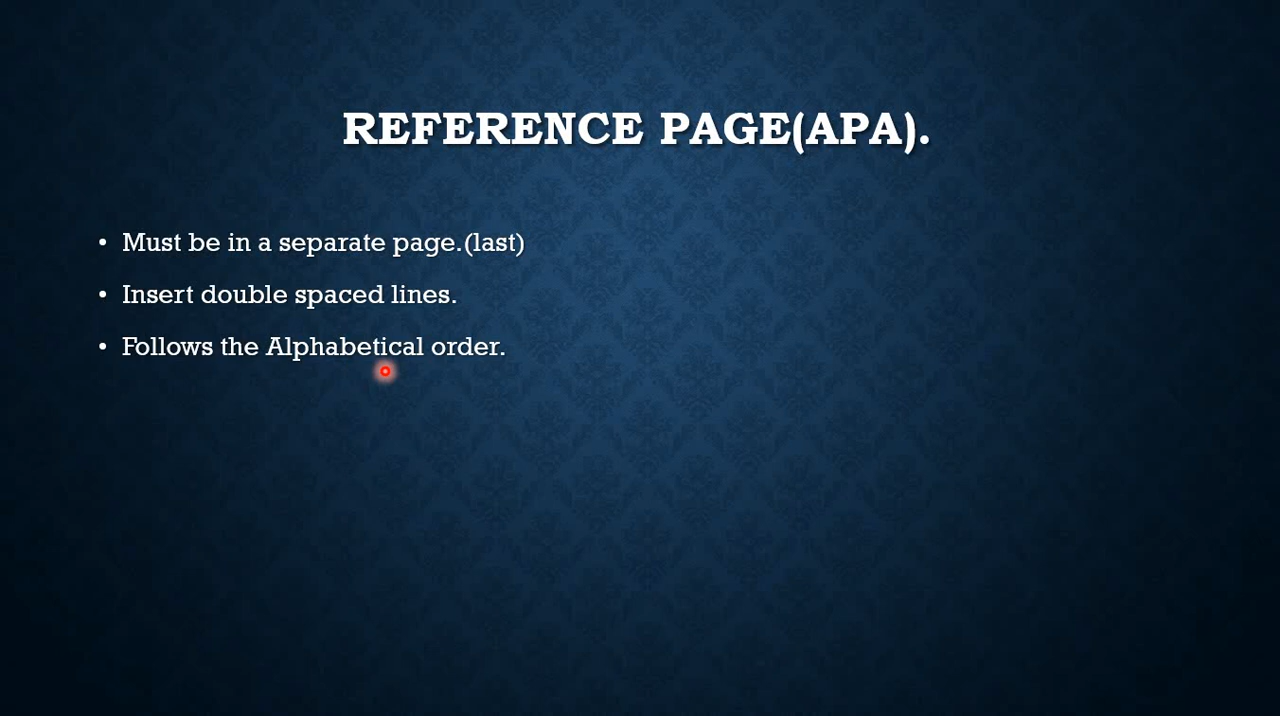 REFERENCE PAGE(APA).
• Must be in a separate page.(last)
• Insert double spaced lines.
• Follows the Alphabetical order.